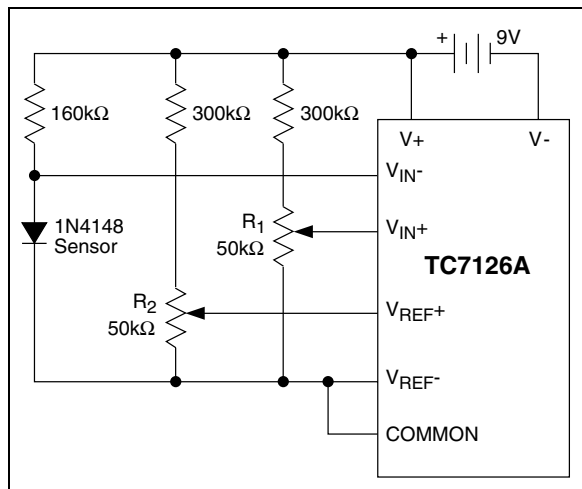 +
9V
160kΩ
300kΩ
300kΩ
V+
V-
VIN-
1N4148
Sensor
R1
50kΩ
VIN+
TC7126A
R2
50kΩ
VREF+
VREF-
COMMON